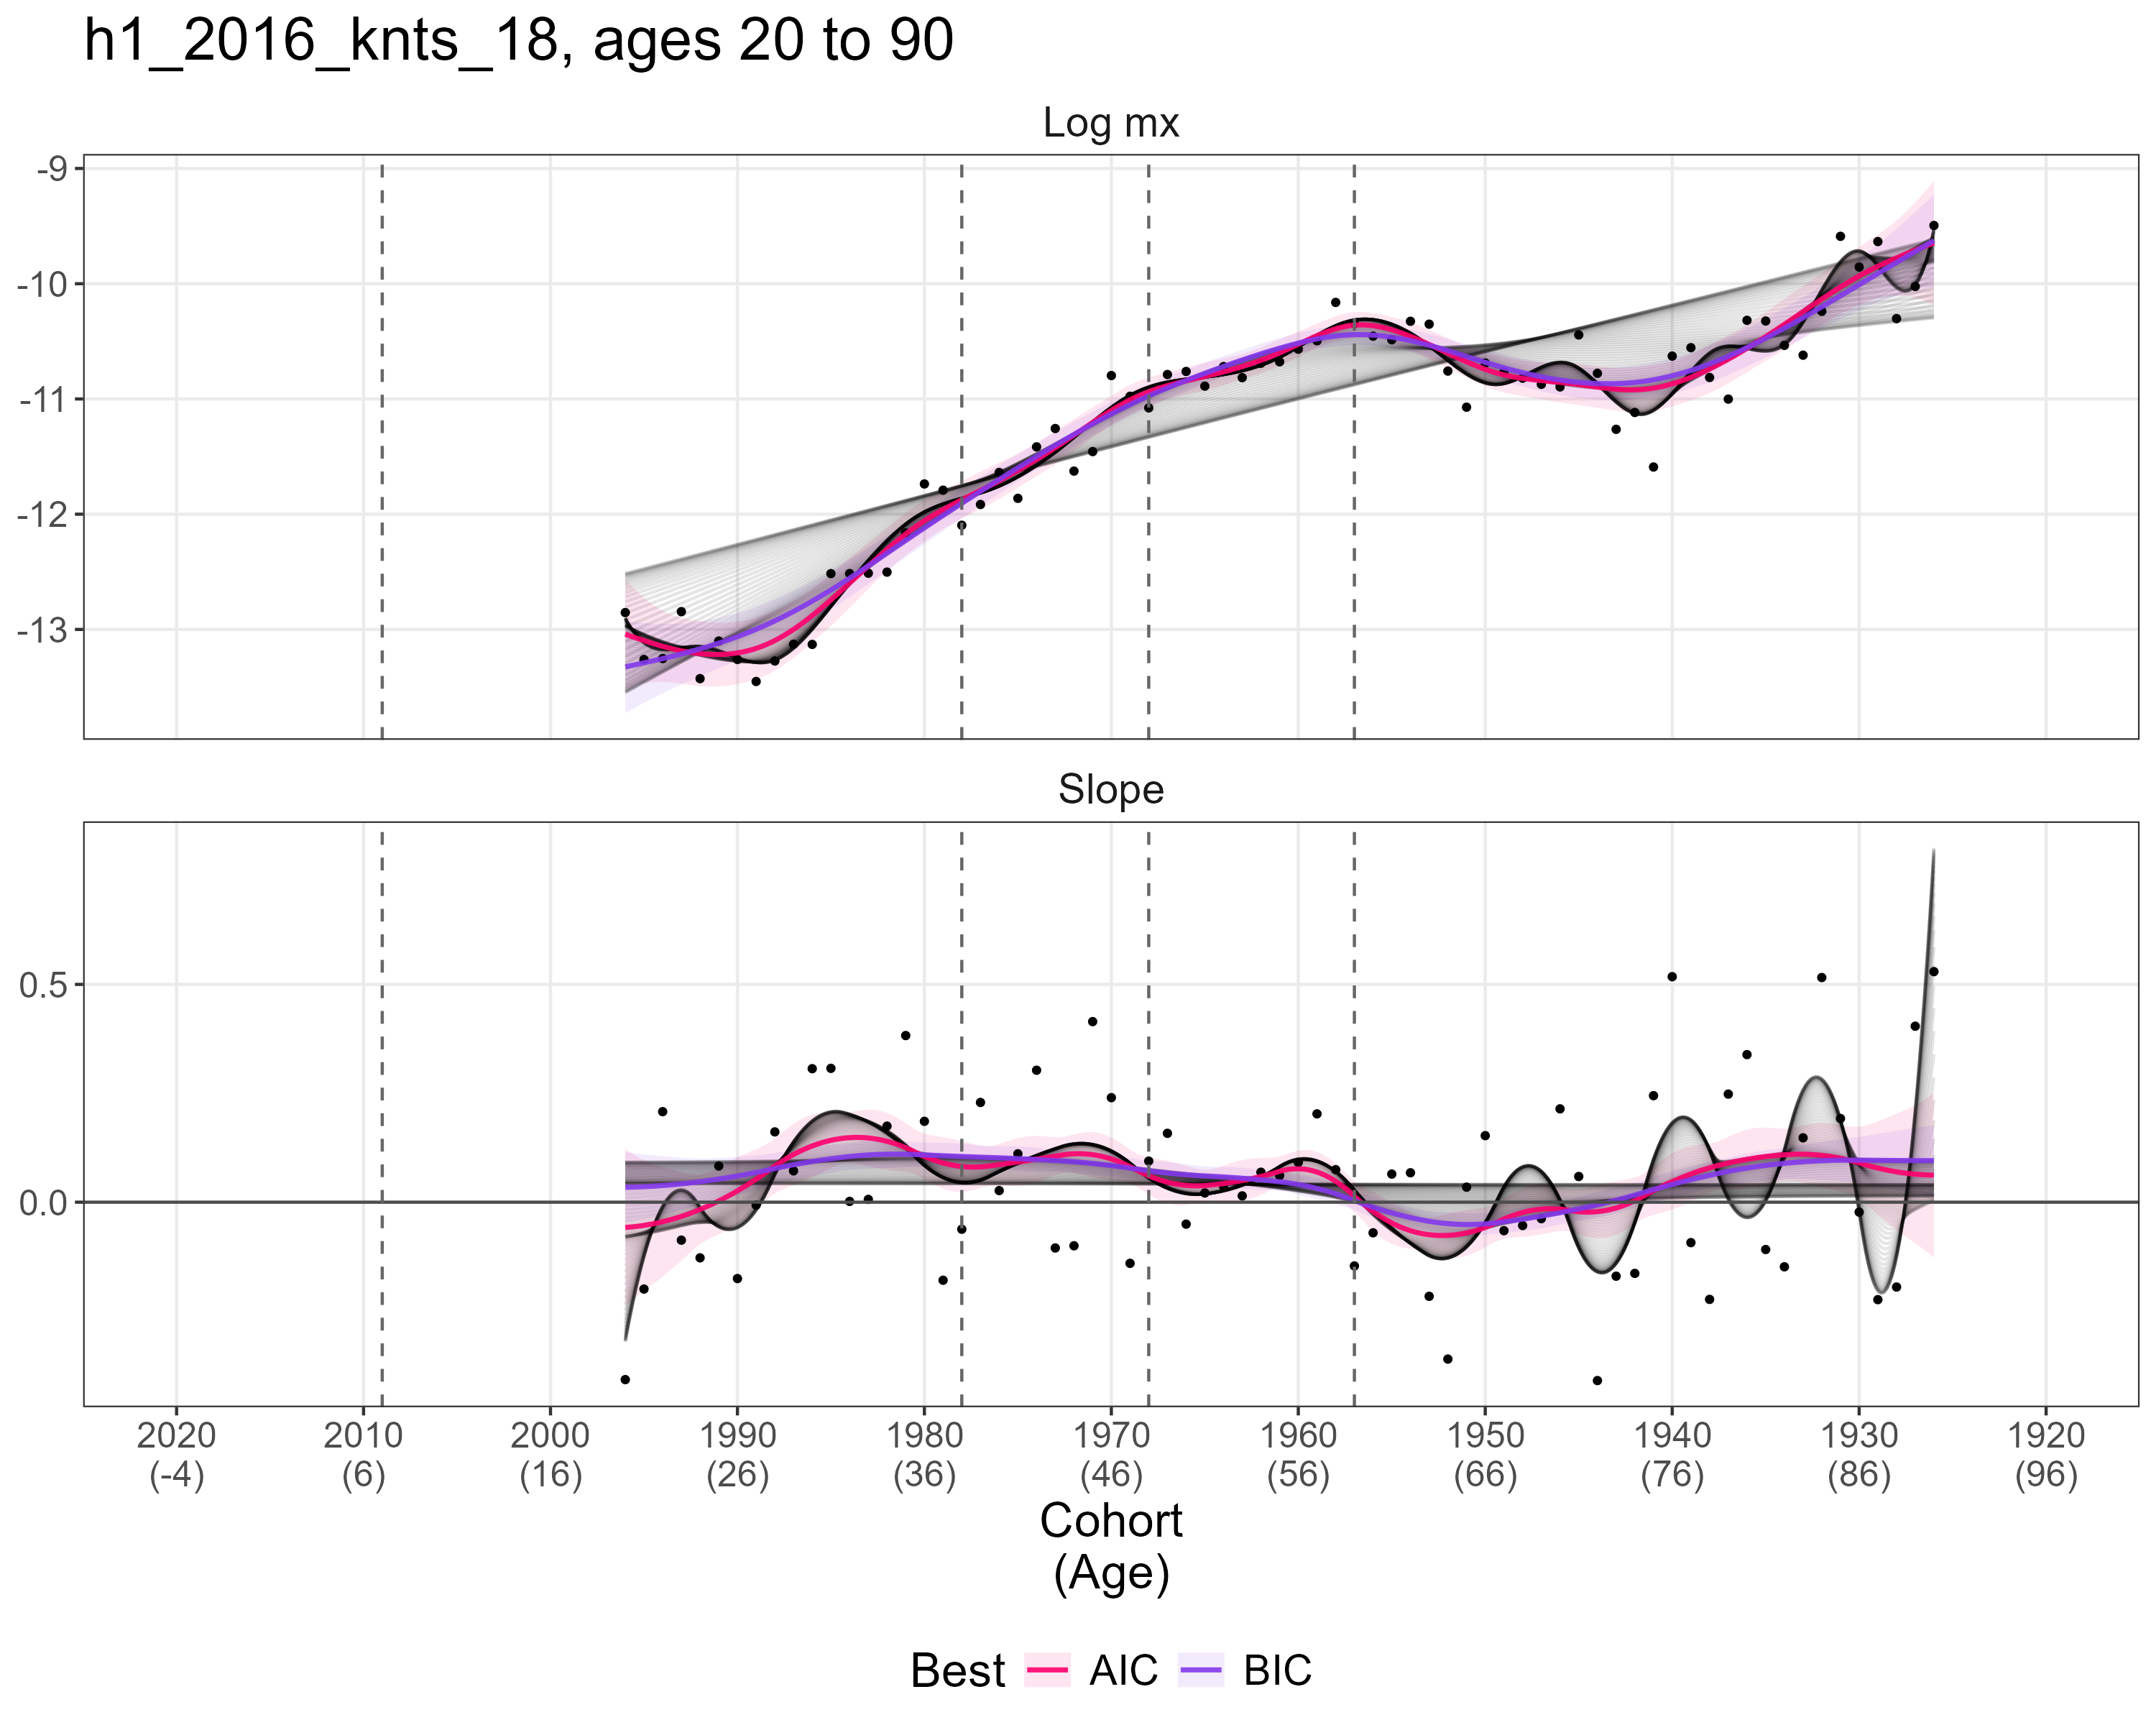 h1_2016_knts_18, ages 20 to 90
Log mx
-9
-10
-11
-12
-13
Slope
0.5
0.0
2020 2010 2000 1990 1980 1970 1960 1950 1940 1930 1920
(-4) (6) (16) (26) (36) (46) (56) (66) (76) (86) (96)
Cohort
(Age)
Best AIC BIC